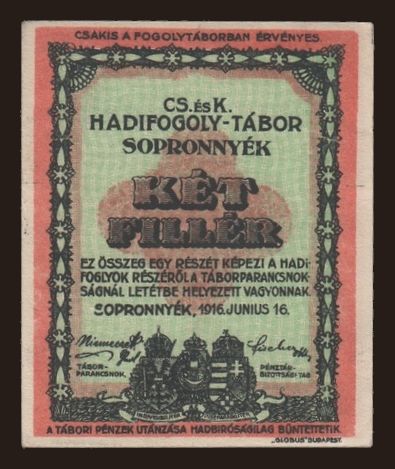 CSAKIS A FOGOLYTÁBORBAN ÉRVÉNYES.
CS. és K.
HADIFOGOLY-TÁBOR
SOPRONNYÉK
KÉT
FILLÉR
EZ ÖSSZEG EGY RÉSZÉT KÉPEZI A HADI-
FOGLYOK RÉSZÉRŐL A TÁBORPARANCSNOK-
SÁGNÁL LETÉTBE HELYEZETT VAGYONNAK.
SOPRONNYÉK, 1916. JUNIUS 16.
TÁBOR-
PARANCSNOK.
PÉNZTÁR-
BIZOTTSÁGI TAG
A TÁBORI PÉNZEK UTÁNZÁSA HADBIRÓSÁGILAG BÜNTETTETIK.
„GLOBUS" BUDAPEST.